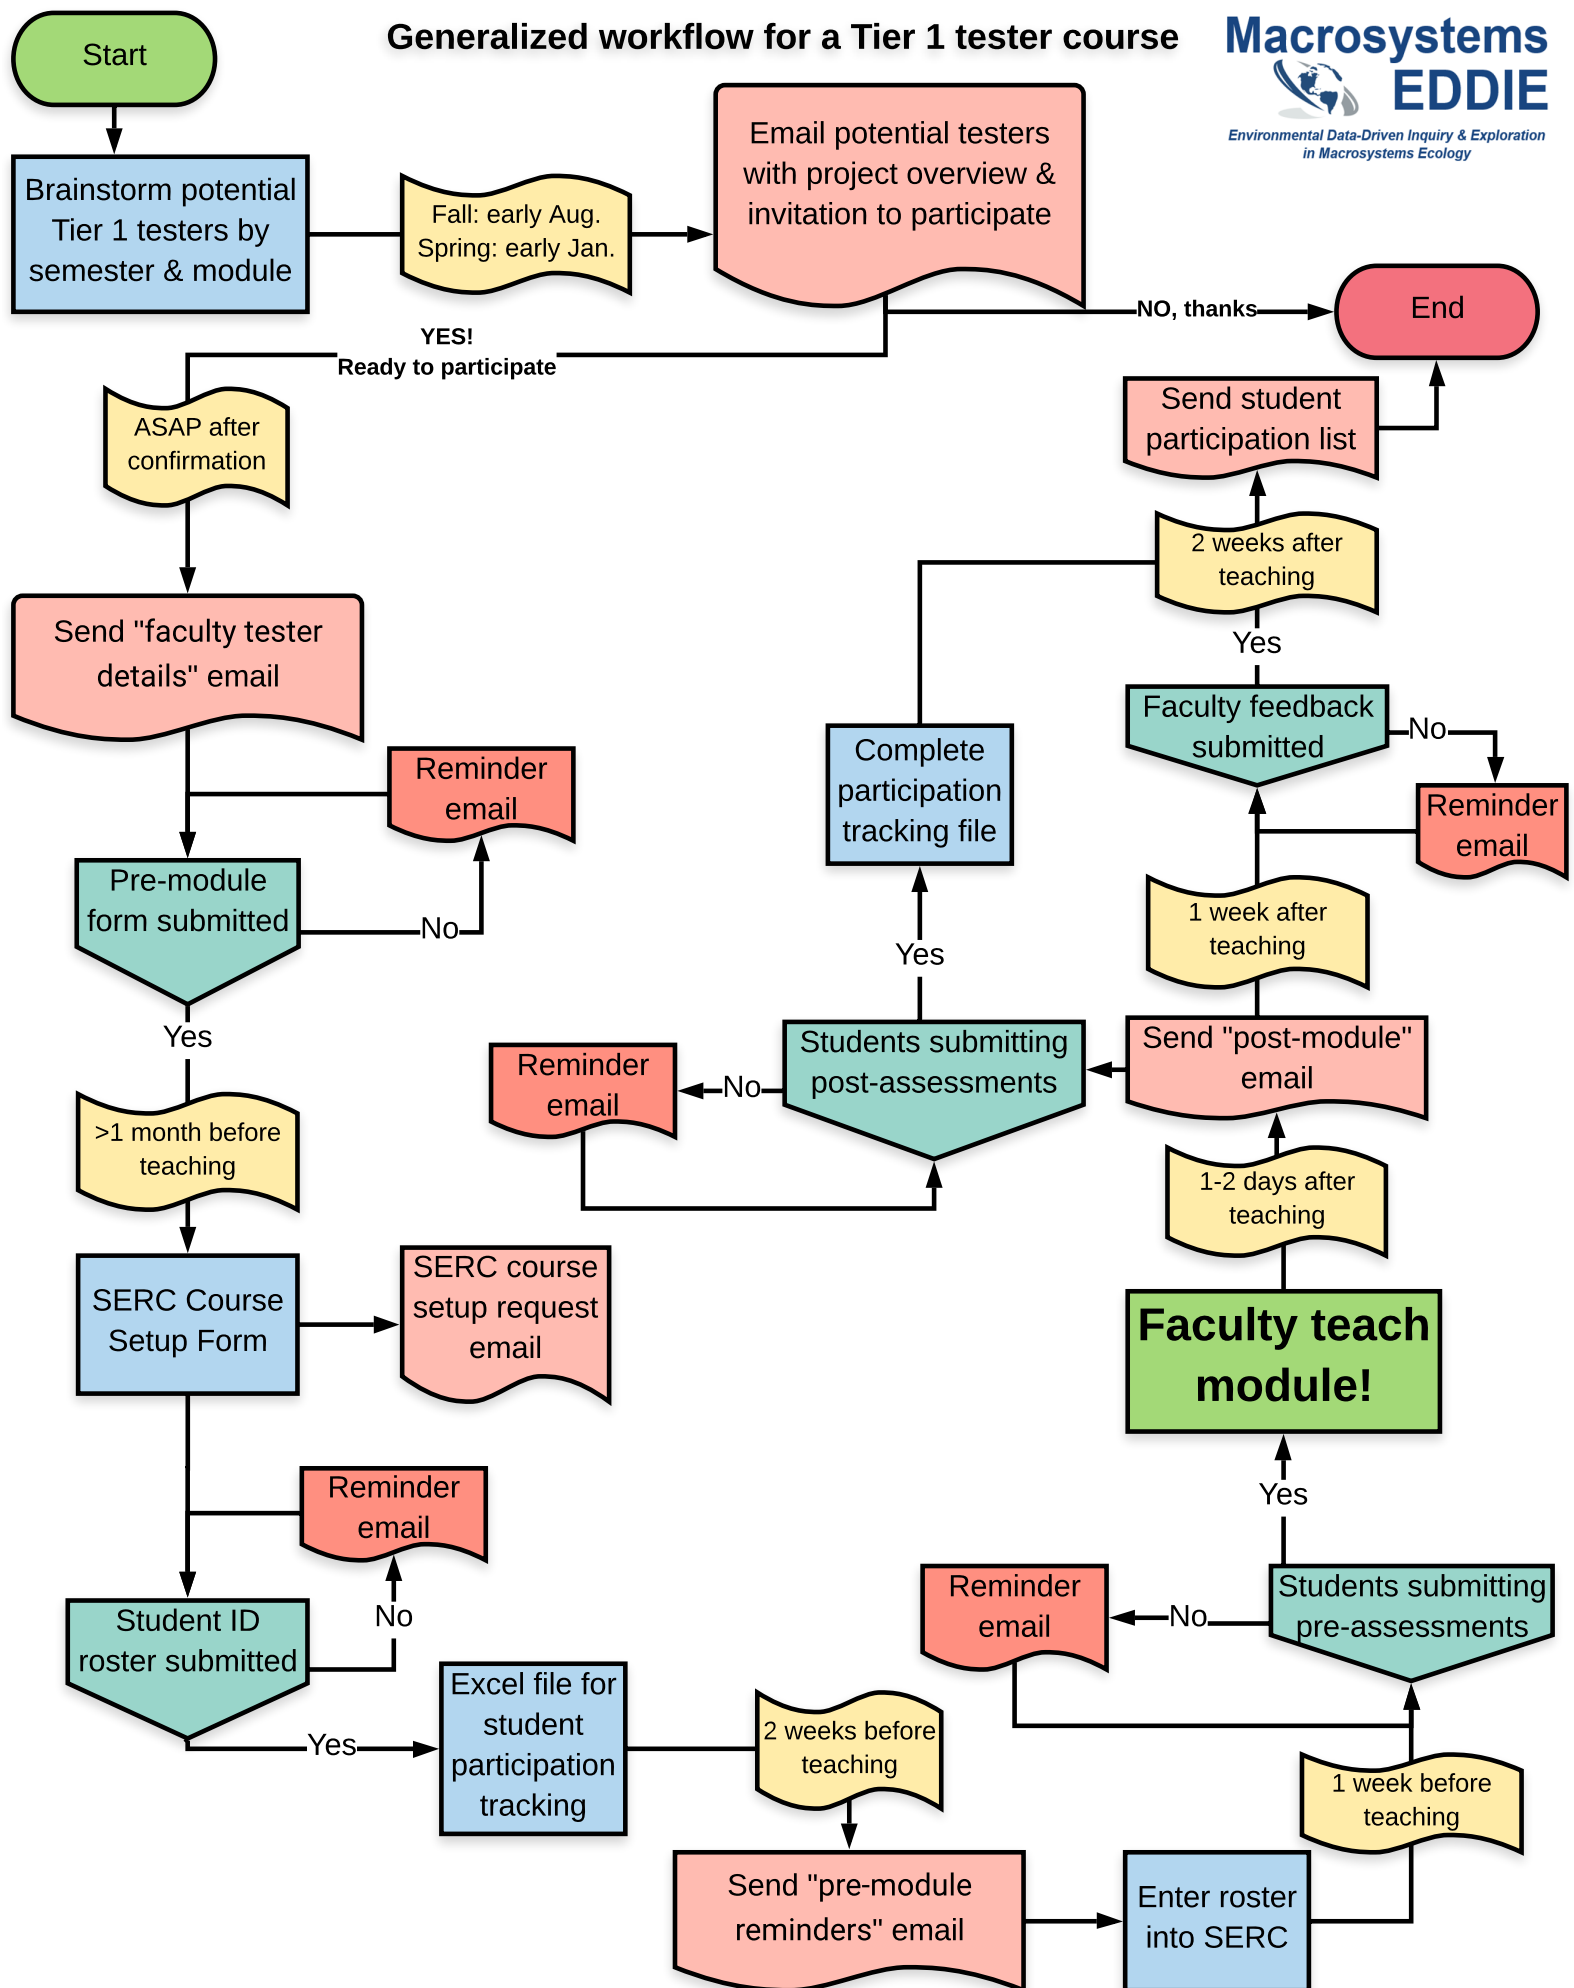 Start
Generalized workflow for a Tier 1 tester course
Macrosystems
EDDIE
Environmental Data-Driven Inquiry & Exploration
in Macrosystems Ecology
Brainstorm potential
Tier 1 testers by
semester & module
Fall: early Aug.
Spring: early Jan.
Email potential testers
with project overview &
invitation to participate
NO, thanks
End
YES!
Ready to participate
ASAP after
confirmation
Send "faculty tester
details" email
Reminder
email
Pre-module
form submitted
No
Yes
>1 month before
teaching
SERC Course
Setup Form
SERC course
setup request
email
Reminder
email
No
Student ID
roster submitted
Yes
Excel file for
student
participation
tracking
2 weeks before
teaching
Send "pre-module
reminders" email
Enter roster
into SERC
1 week before
teaching
Students submitting
pre-assessments
No
Reminder
email
Yes
Faculty teach
module!
1-2 days after
teaching
Send "post-module"
email
Students submitting
post-assessments
No
Reminder
email
Yes
Complete
participation
tracking file
1 week after
teaching
Faculty feedback
submitted
No
Reminder
email
Yes
2 weeks after
teaching
Send student
participation list